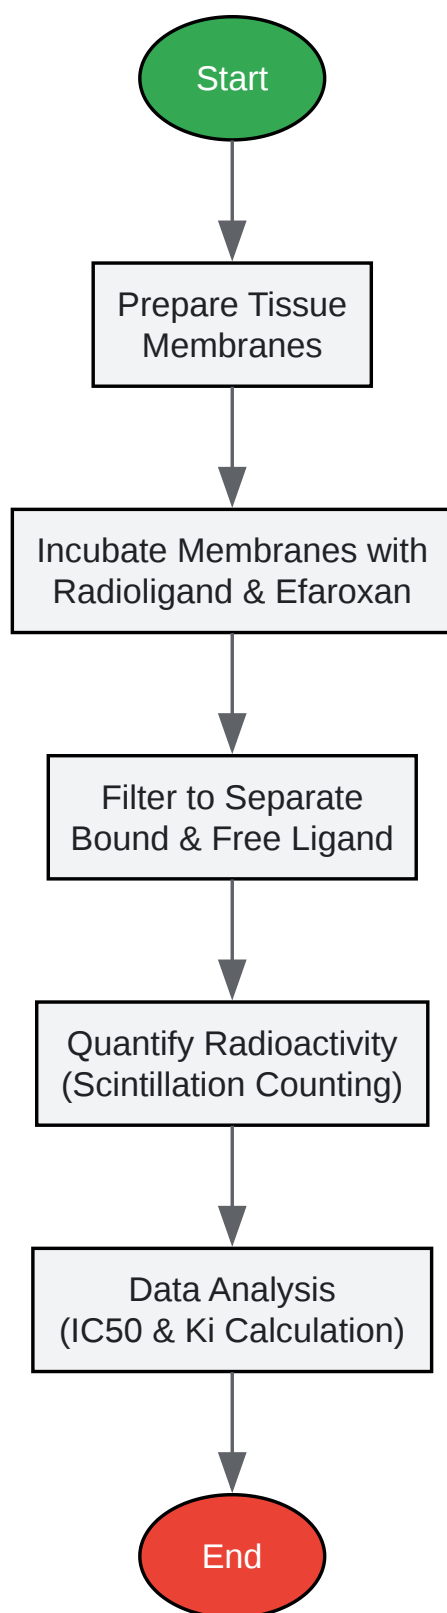 Start
Prepare Tissue
Membranes
Incubate Membranes with
Radioligand & Efaroxan
Filter to Separate
Bound & Free Ligand
Quantify Radioactivity
(Scintillation Counting)
Data Analysis
(IC50 & Ki Calculation)
End